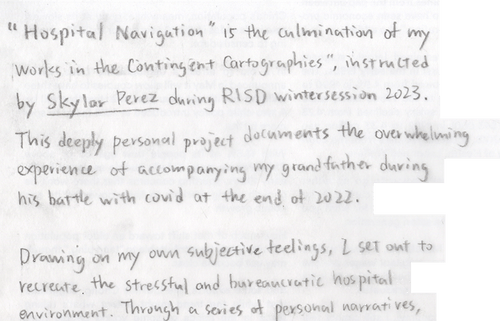 "Hospital Navigation" is the culmination of my
works in the Contingent Cartographies", instructed
by Skylar Perez during RISD wintersession 2023.
This deeply personal project documents the overwhelming
experience of accompanying my grandfather during
his battle with covid at the end of 2022.
Drawing on my own subjective feelings, I set out to
recreate the stressful and bureaucratic hospital
environment. Through a series of personal narratives,